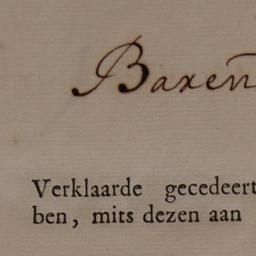 Baxen̄
Verklaarde gecedeert
ben, mits dezen aan